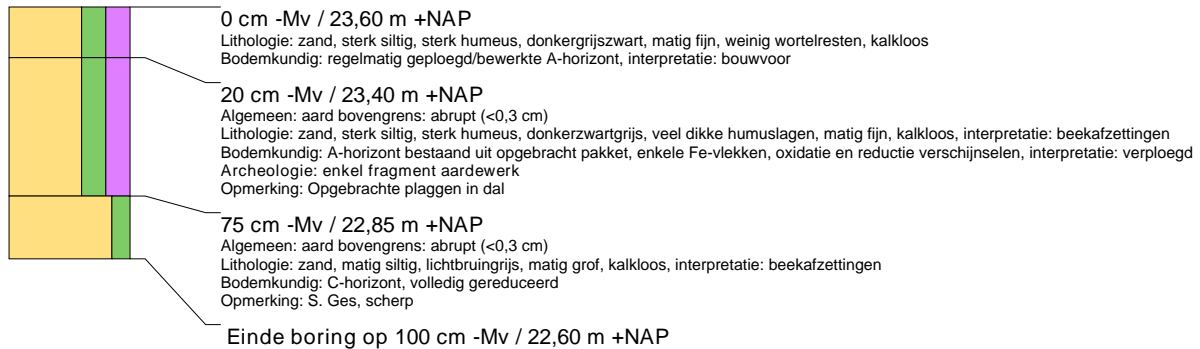 0 cm -Mv / 23,60 m +NAP
Lithologie: zand, sterk siltig, sterk humeus, donkergrijszwart, matig fijn, weinig wortelresten, kalkloos
Bodemkundig: regelmatig geploegd/bewerkte A-horizont, interpretatie: bouwvoor
20 cm -Mv / 23,40 m +NAP
Algemeen: aard bovengrens: abrupt (<0,3 cm)
Lithologie: zand, sterk siltig, sterk humeus, donkerzwartgrijs, veel dikke humuslagen, matig fijn, kalkloos, interpretatie: beekafzettingen
Bodemkundig: A-horizont bestaand uit opgebracht pakket, enkele Fe-vlekken, oxidatie en reductie verschijnselen, interpretatie: verploegd
Archeologie: enkel fragment aardewerk
Opmerking: Opgebrachte plaggen in dal
75 cm -Mv / 22,85 m +NAP
Algemeen: aard bovengrens: abrupt (<0,3 cm)
Lithologie: zand, matig siltig, lichtbruingrijs, matig grof, kalkloos, interpretatie: beekafzettingen
Bodemkundig: C-horizont, volledig gereduceerd
Opmerking: S. Ges, scherp
Einde boring op 100 cm -Mv / 22,60 m +NAP